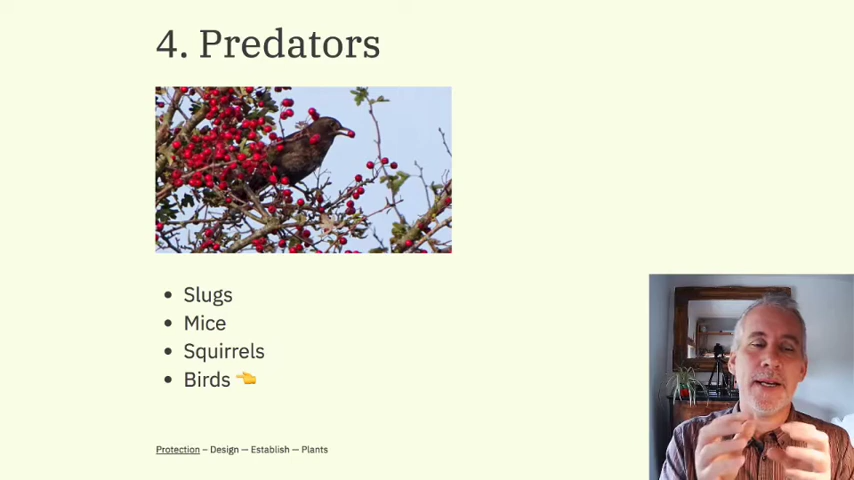 4. Predators
• Slugs
• Mice
• Squirrels
• Birds 👈
Protection – Design — Establish — Plants